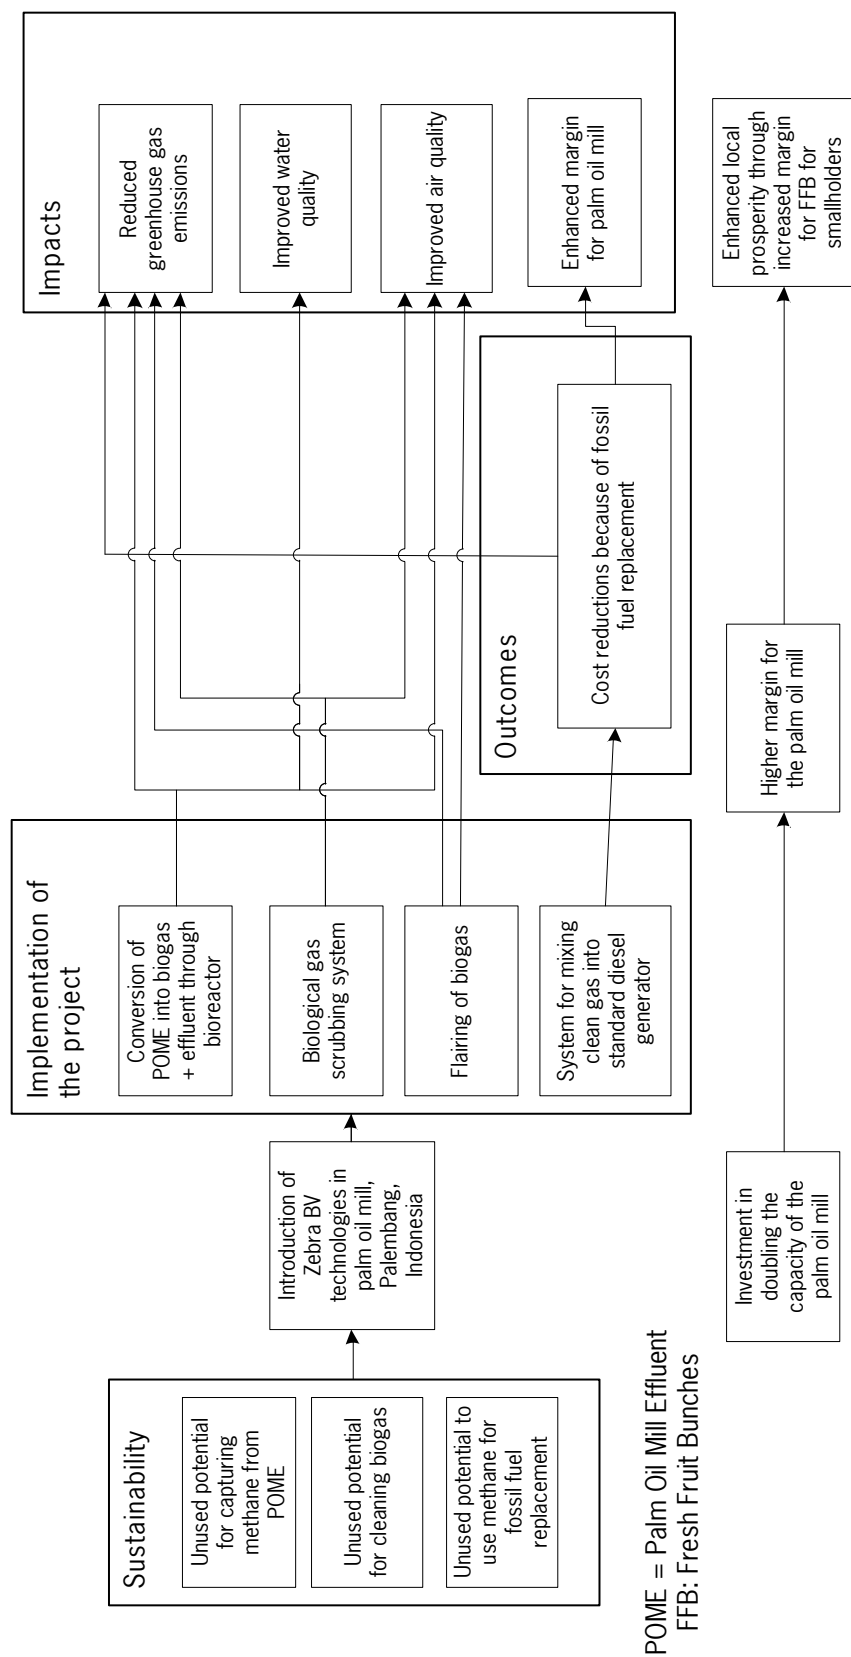 Sustainability
Unused potential
for capturing
methane from
POME
Unused potential
for cleaning biogas
Unused potential to
use methane for
fossil fuel
replacement
Introduction of
Zebra BV
technologies in
palm oil mill,
Palembang,
Indonesia
Implementation of
the project
Conversion of
POME into biogas
+ effluent through
bioreactor
Biological gas
scrubbing system
Flairing of biogas
System for mixing
clean gas into
standard diesel
generator
Outcomes
Cost reductions because of fossil
fuel replacement
Impacts
Reduced
greenhouse gas
emissions
Improved water
quality
Improved air quality
Enhanced margin
for palm oil mill
Investment in
doubling the
capacity of the
palm oil mill
Higher margin for
the palm oil mill
Enhanced local
prosperity through
increased margin
for FFB for
smallholders
POME = Palm Oil Mill Effluent
FFB: Fresh Fruit Bunches